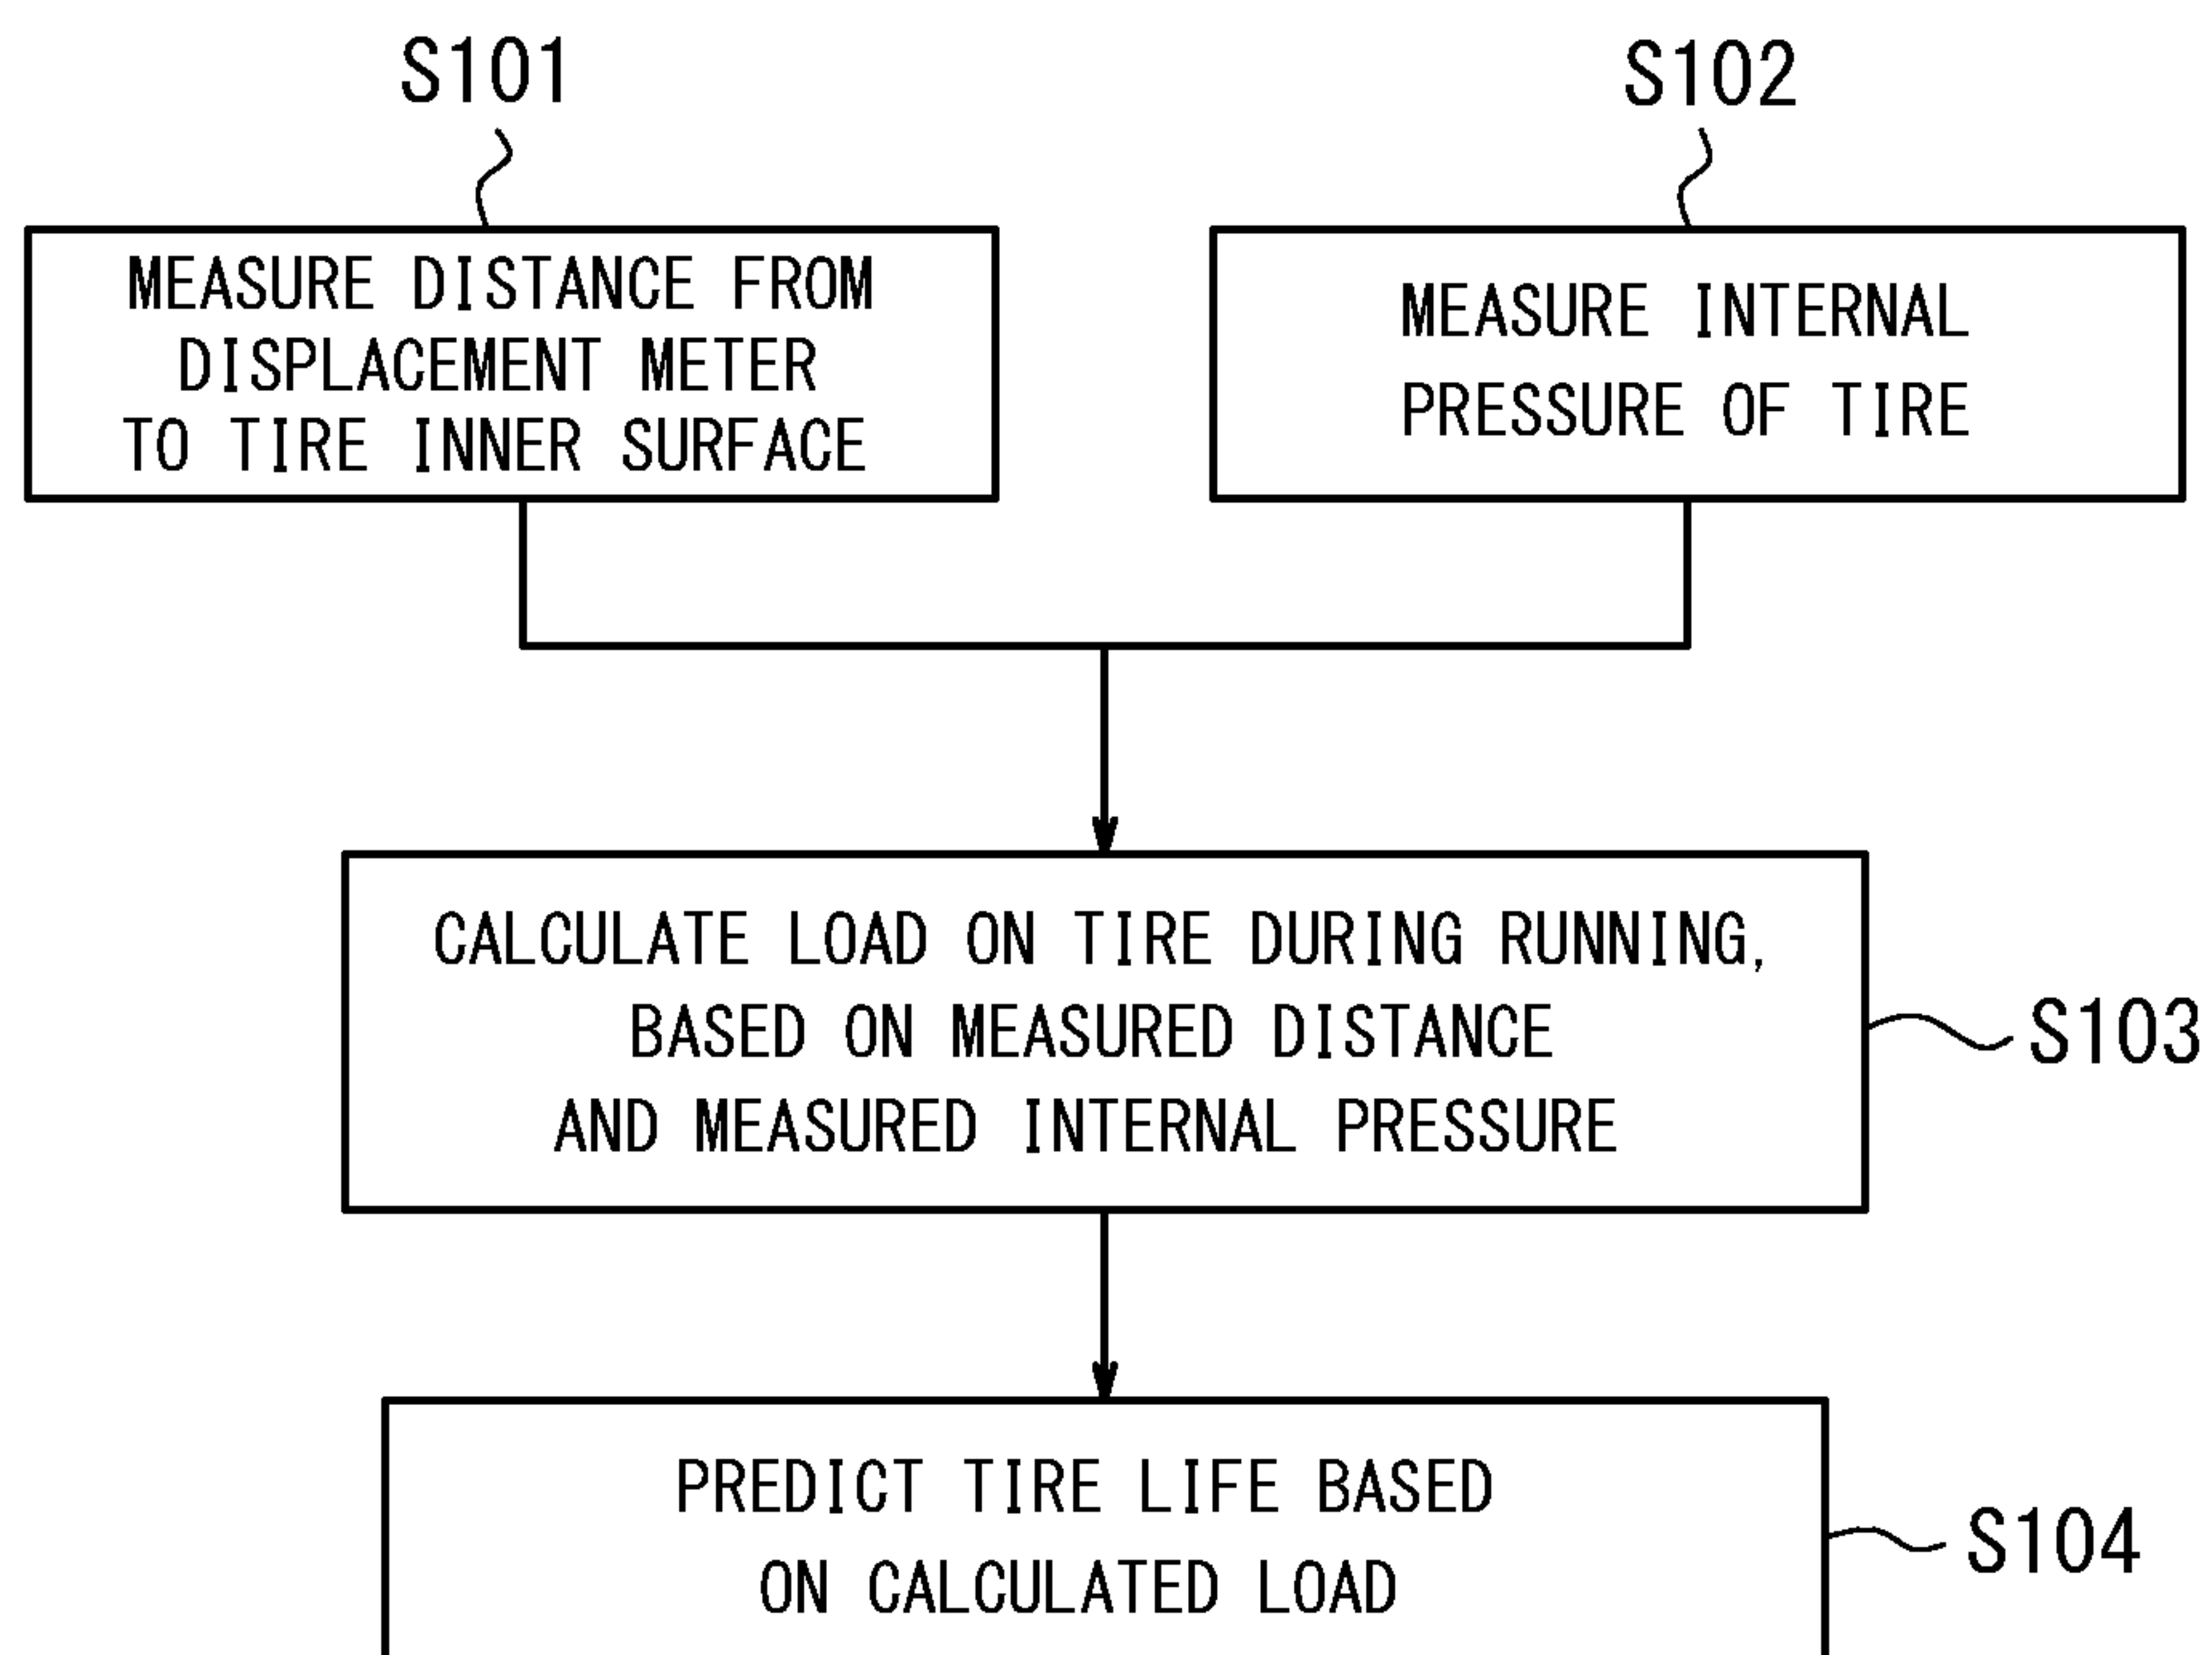 S101
S102
MEASURE DISTANCE FROM
DISPLACEMENT METER
TO TIRE INNER SURFACE
MEASURE INTERNAL
PRESSURE OF TIRE
CALCULATE LOAD ON TIRE DURING RUNNING,
BASED ON MEASURED DISTANCE
AND MEASURED INTERNAL PRESSURE
S103
PREDICT TIRE LIFE BASED
ON CALCULATED LOAD
S104